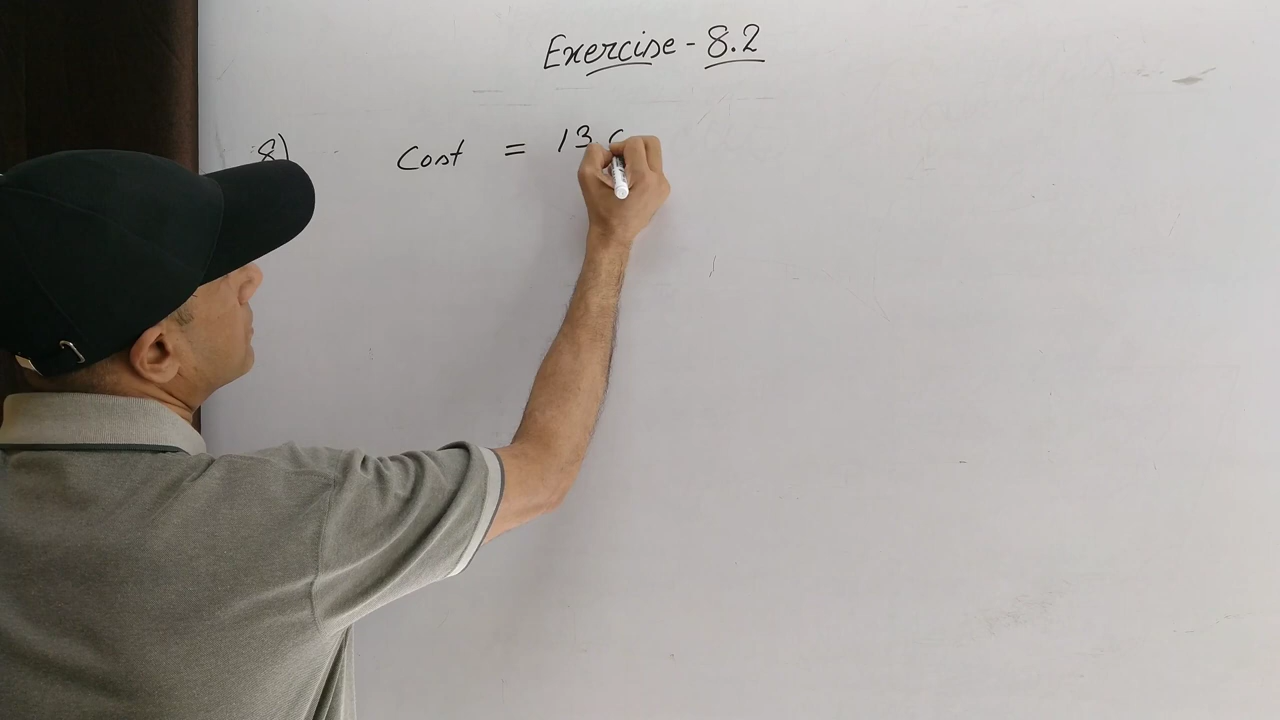 Exercise - 8.2
8) Cost = 13